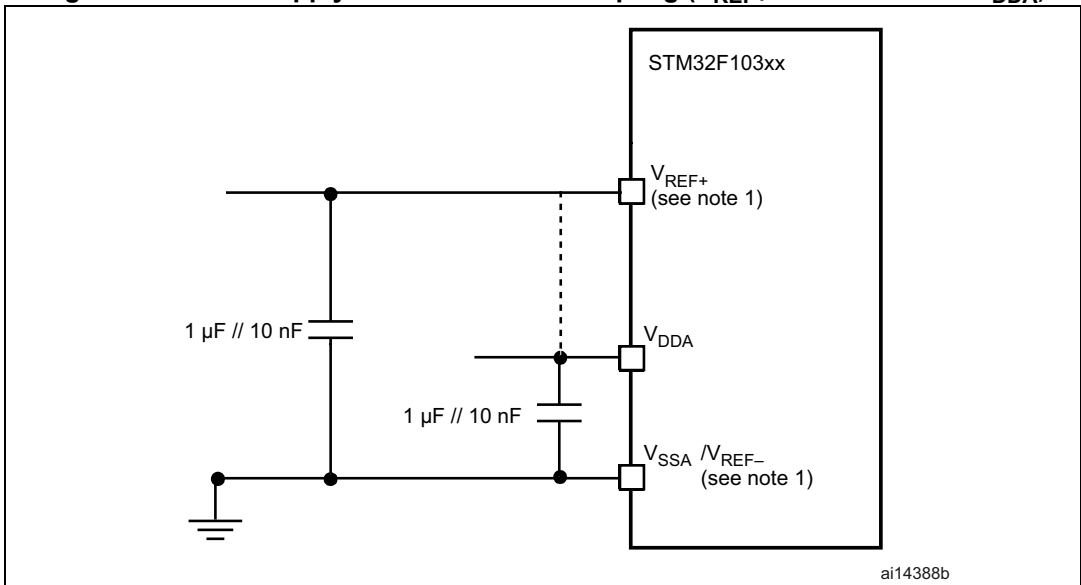 STM32F103xx
VREF+
(see note 1)
1 µF // 10 nF
VDDA
1 µF // 10 nF
VSSA /VREF–
(see note 1)
ai14388b